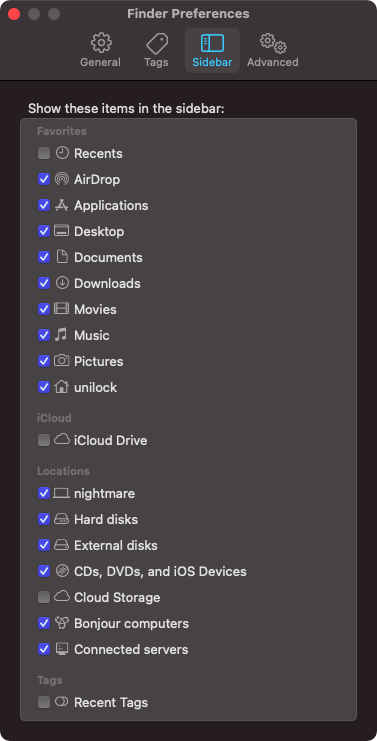 Finder Preferences
General
Tags
Sidebar
Advanced
Show these items in the sidebar:
Favorites
Recents
AirDrop
Applications
Desktop
Documents
Downloads
Movies
Music
Pictures
unilock
iCloud
iCloud Drive
Locations
nightmare
Hard disks
External disks
CDs, DVDs, and iOS Devices
Cloud Storage
Bonjour computers
Connected servers
Tags
Recent Tags